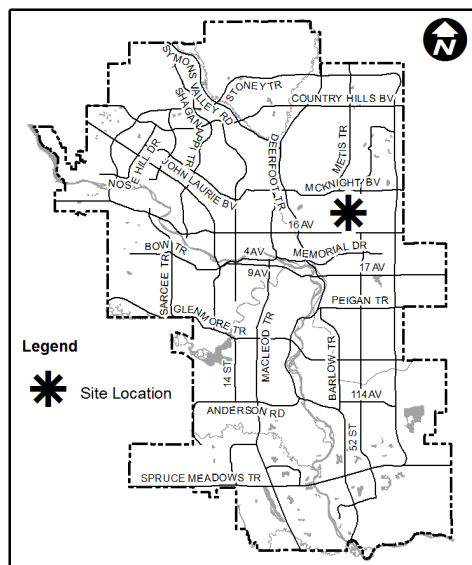 N
SYMONS VALLEY RD
STONEY TR
COUNTRY HILLS BV
SHAGANAPPI TR
METIS TR
DEERFOOT TR
NOSE HILL DR
JOHN LAURIE BV
MCKNIGHT BV
16 AV
BOW TR
4 AV
MEMORIAL DR
9 AV
17 AV
SARCEE TR
PEIGAN TR
GLENMORE TR
Legend
Site Location
14 ST
MACLEOD TR
BARLOW TR
114 AV
ANDERSON RD
52 ST
SPRUCE MEADOWS TR